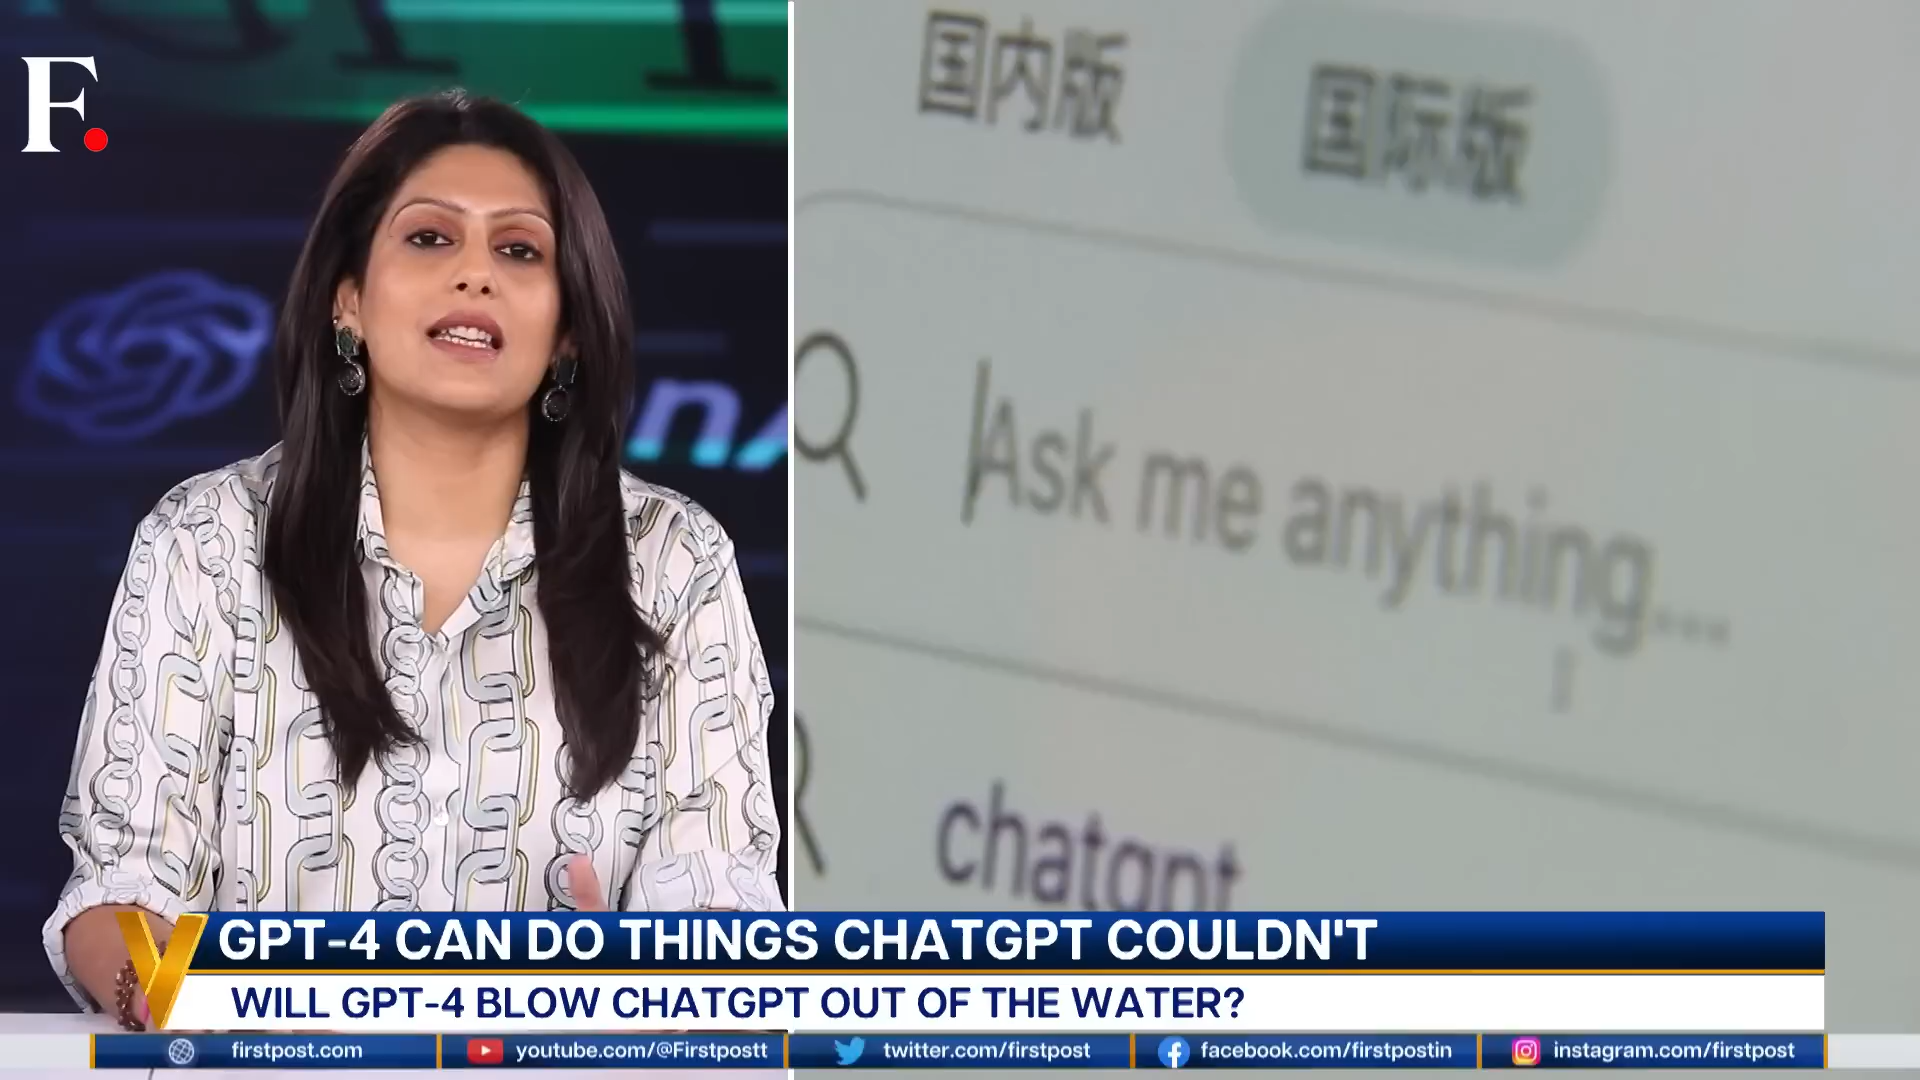 F.
国内版
国际版
Ask me anything...
chatgpt
GPT-4 CAN DO THINGS CHATGPT COULDN'T
WILL GPT-4 BLOW CHATGPT OUT OF THE WATER?
firstpost.com
youtube.com/@Firstpostt
twitter.com/firstpost
facebook.com/firstpostin
instagram.com/firstpost